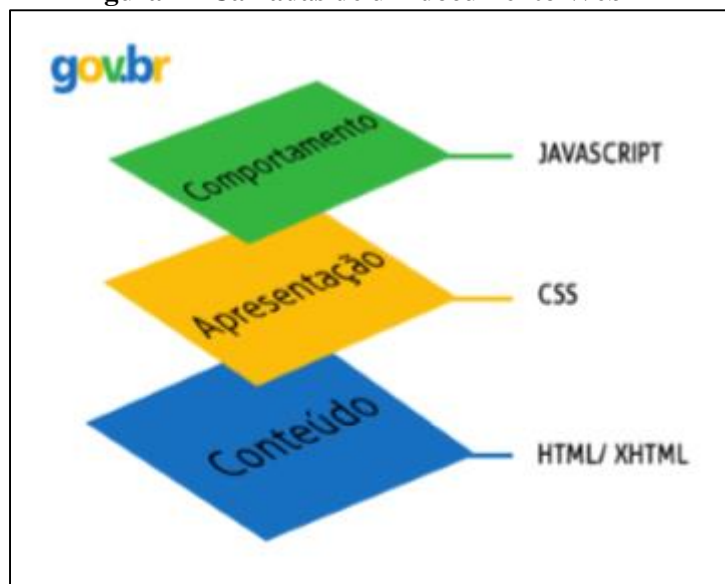 gov.br
Comportamento
JAVASCRIPT
Apresentação
CSS
Conteúdo
HTML/ XHTML